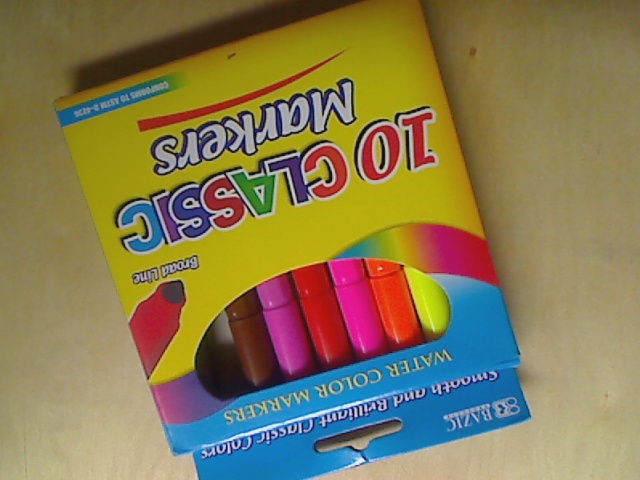 BAZIC
Smooth and Brilliant Classic Colors
WATER COLOR MARKERS
Broad Line
10 CLASSIC
Markers
CONFORMS TO ASTM D-4236